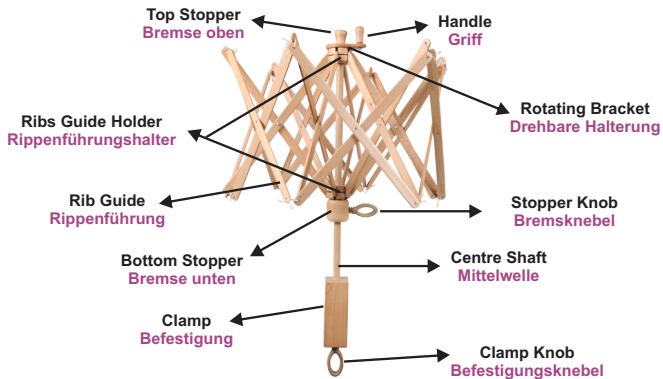 Top Stopper
Bremse oben
Handle
Griff
Ribs Guide Holder
Rippenführungshalter
Rotating Bracket
Drehbare Halterung
Rib Guide
Rippenführung
Stopper Knob
Bremsknebel
Bottom Stopper
Bremse unten
Centre Shaft
Mittelwelle
Clamp
Befestigung
Clamp Knob
Befestigungsknebel